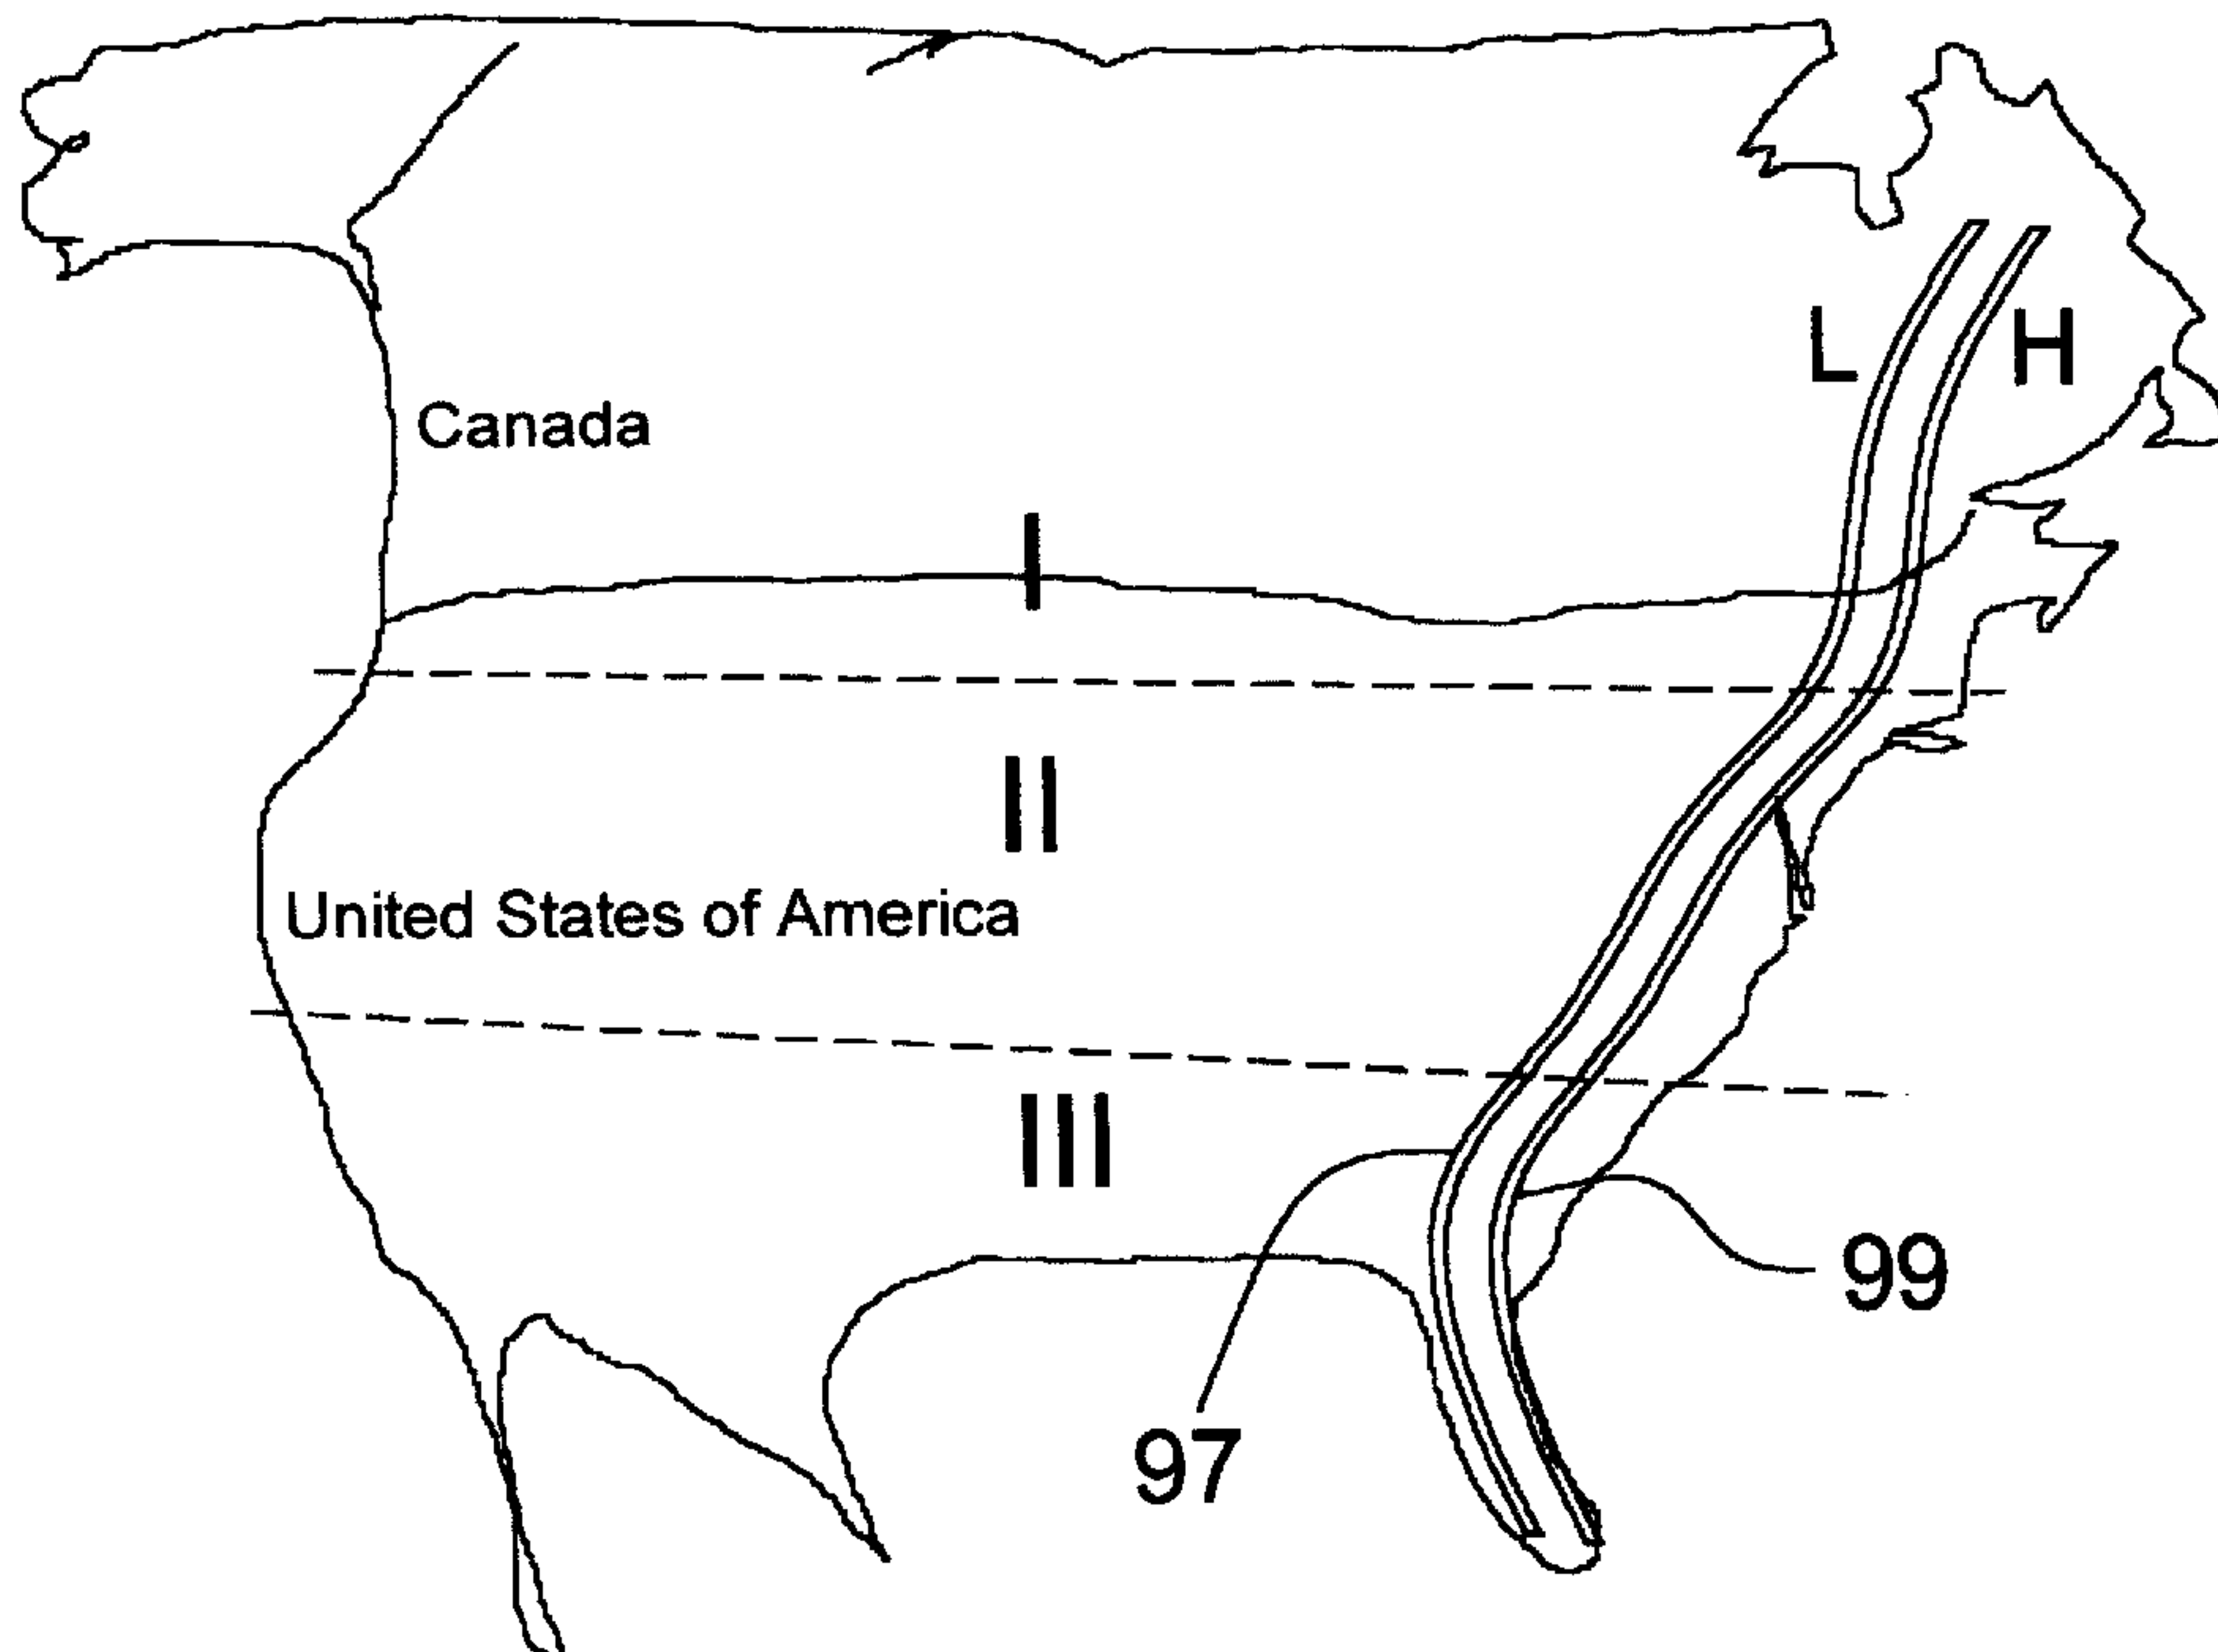 L
H
Canada
I
II
United States of America
III
99
97